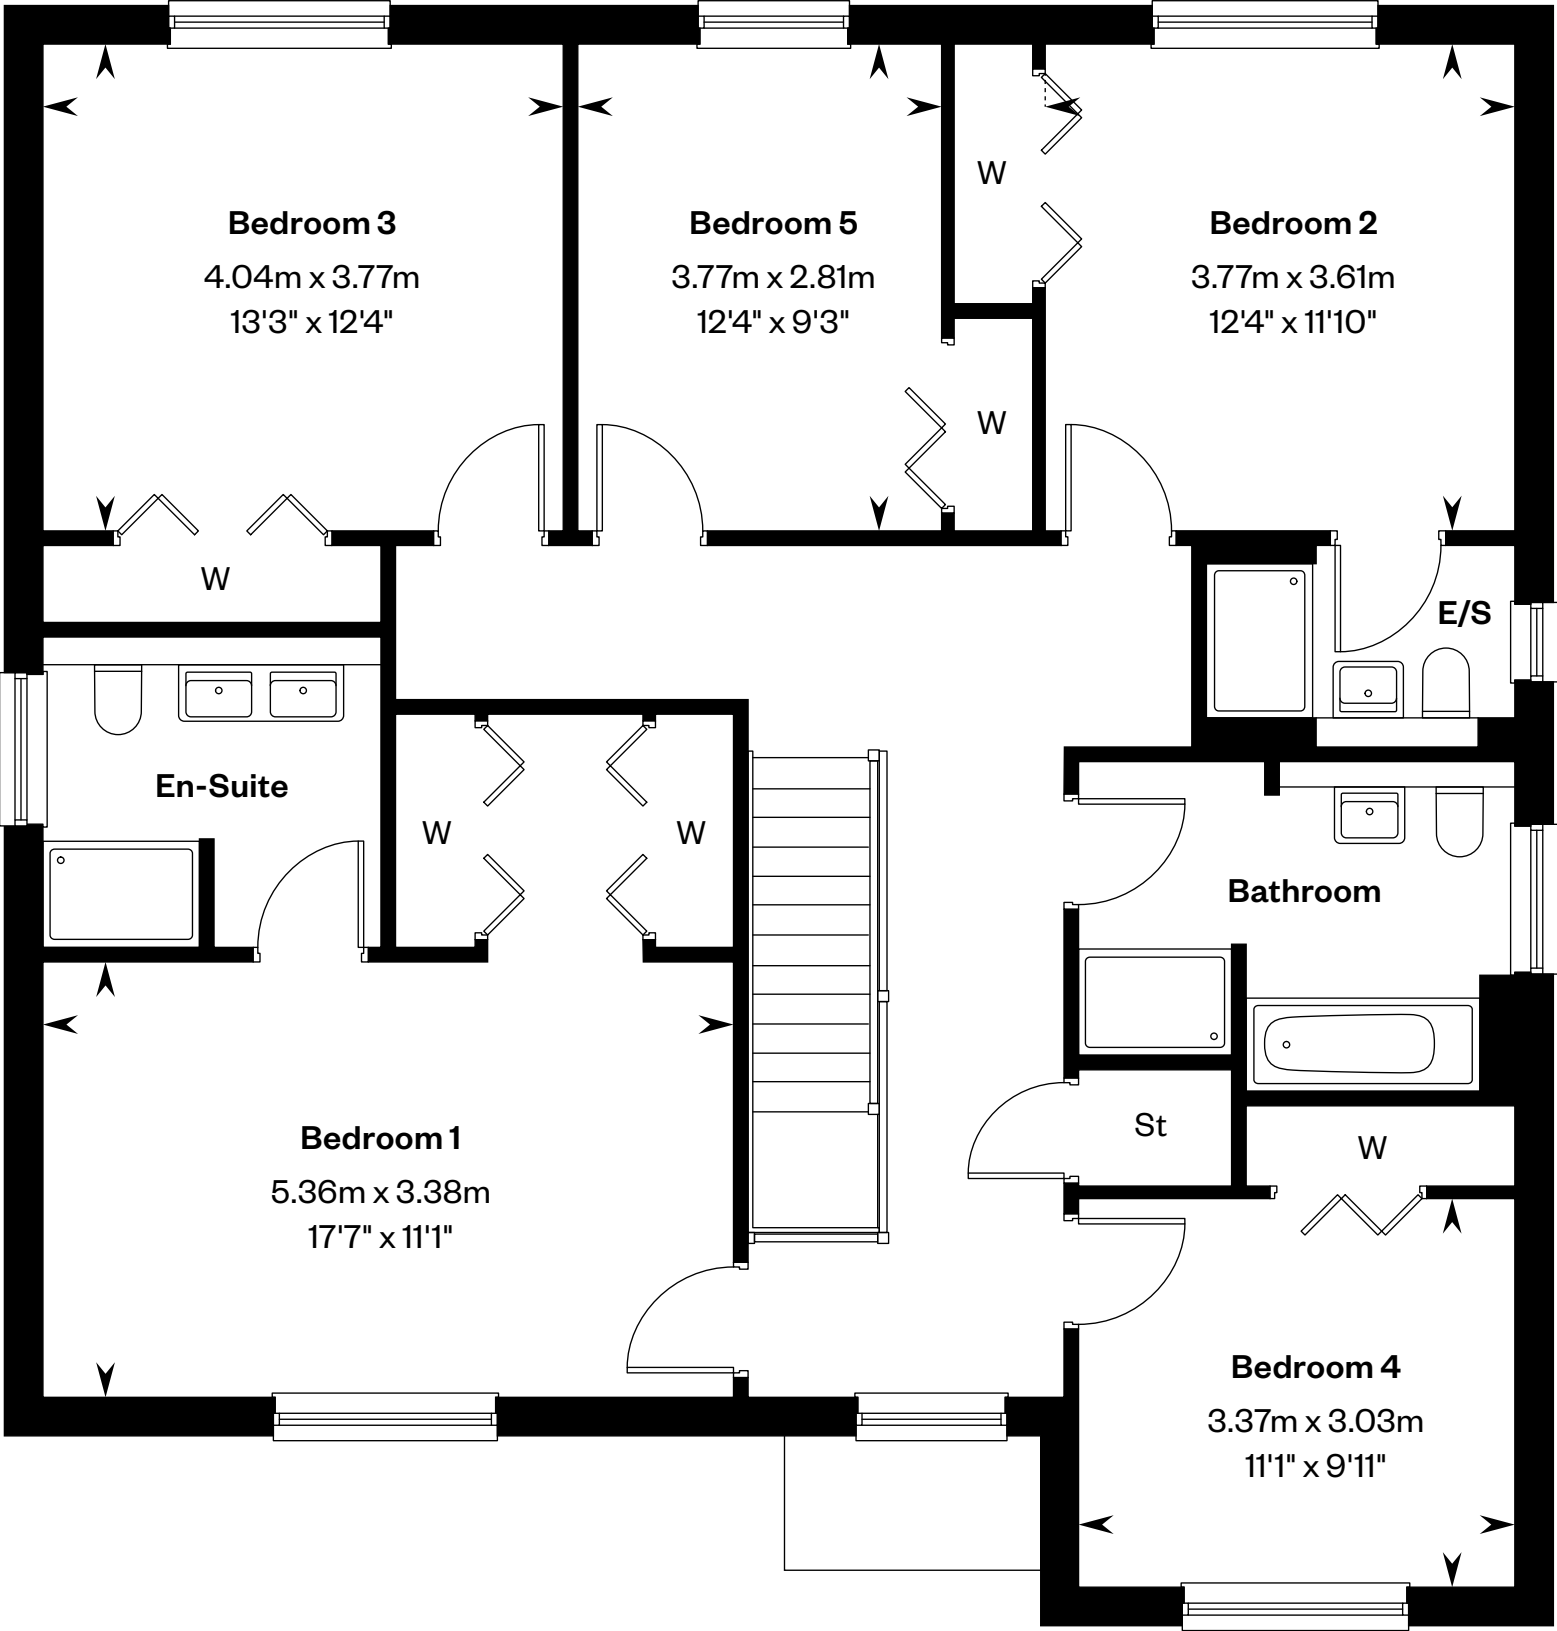 Bedroom 3
4.04m x 3.77m
13'3" x 12'4"
Bedroom 5
3.77m x 2.81m
12'4" x 9'3"
W
Bedroom 2
3.77m x 3.61m
12'4" x 11'10"
W
W
E/S
En-Suite
W
W
Bathroom
Bedroom 1
5.36m x 3.38m
17'7" x 11'1"
St
W
Bedroom 4
3.37m x 3.03m
11'1" x 9'11"